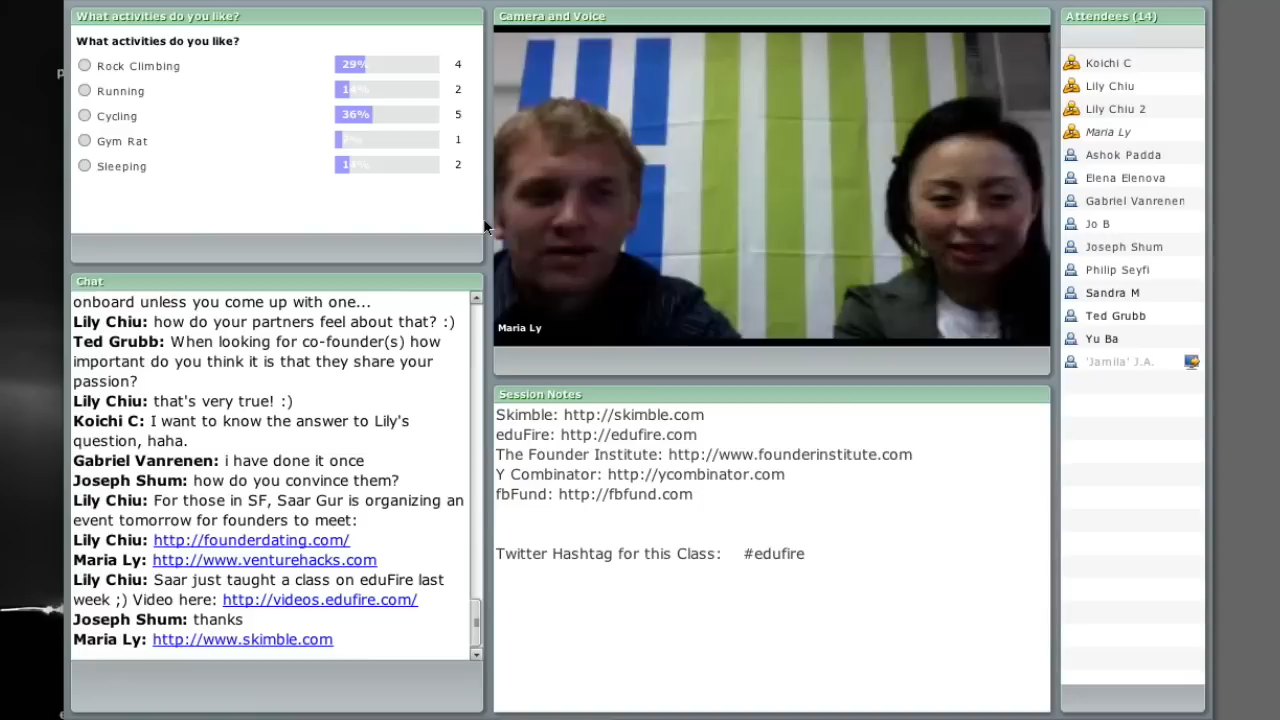 What activities do you like?
What activities do you like?
Rock Climbing 29% 4
Running 14% 2
Cycling 36% 5
Gym Rat 1
Sleeping 14% 2
Chat
onboard unless you come up with one...
Lily Chiu: how do your partners feel about that? :)
Ted Grubb: When looking for co-founder(s) how
important do you think it is that they share your
passion?
Lily Chiu: that's very true! :)
Koichi C: I want to know the answer to Lily's
question, haha.
Gabriel Vanrenen: i have done it once
Joseph Shum: how do you convince them?
Lily Chiu: For those in SF, Saar Gur is organizing an
event tomorrow for founders to meet:
Lily Chiu: http://founderdating.com/
Maria Ly: http://www.venturehacks.com
Lily Chiu: Saar just taught a class on eduFire last
week ;) Video here: http://videos.edufire.com/
Joseph Shum: thanks
Maria Ly: http://www.skimble.com
Camera and Voice
Maria Ly
Session Notes
Skimble: http://skimble.com
eduFire: http://edufire.com
The Founder Institute: http://www.founderinstitute.com
Y Combinator: http://ycombinator.com
fbFund: http://fbfund.com
Twitter Hashtag for this Class: #edufire
Attendees (14)
Koichi C
Lily Chiu
Lily Chiu 2
Maria Ly
Ashok Padda
Elena Elenova
Gabriel Vanrenen
Jo B
Joseph Shum
Philip Seyfi
Sandra M
Ted Grubb
Yu Ba
'Jamila' J.A.